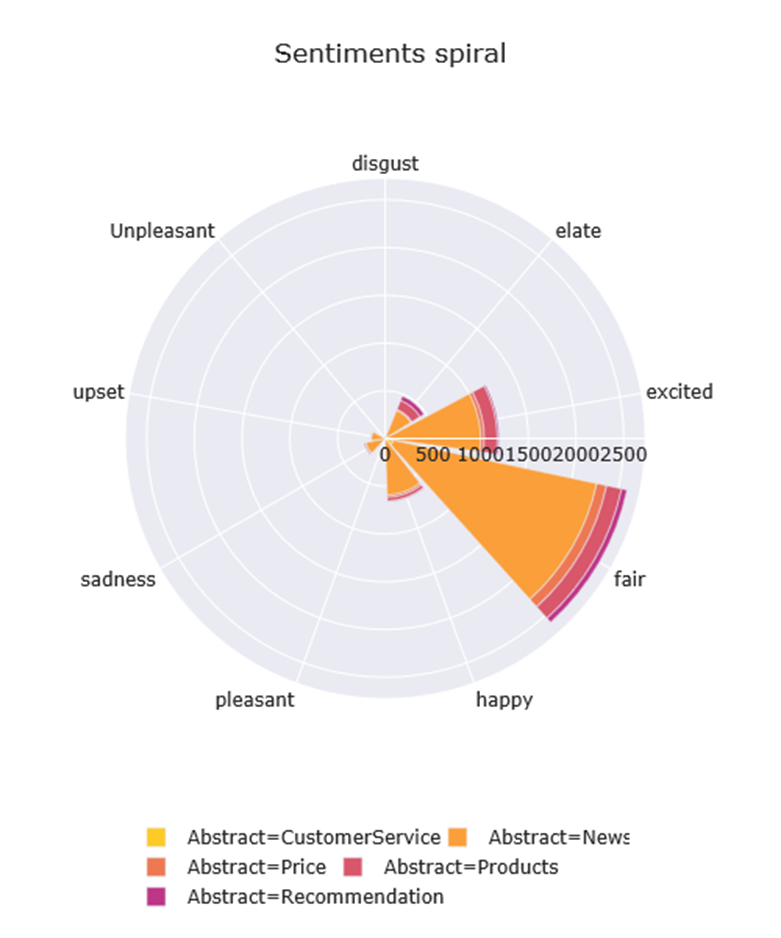 Sentiments spiral
disgust
Unpleasant elate
upset excited
0 500 1000 1500 2000 2500
sadness fair
pleasant happy
Abstract=CustomerService Abstract=News
Abstract=Price Abstract=Products
Abstract=Recommendation